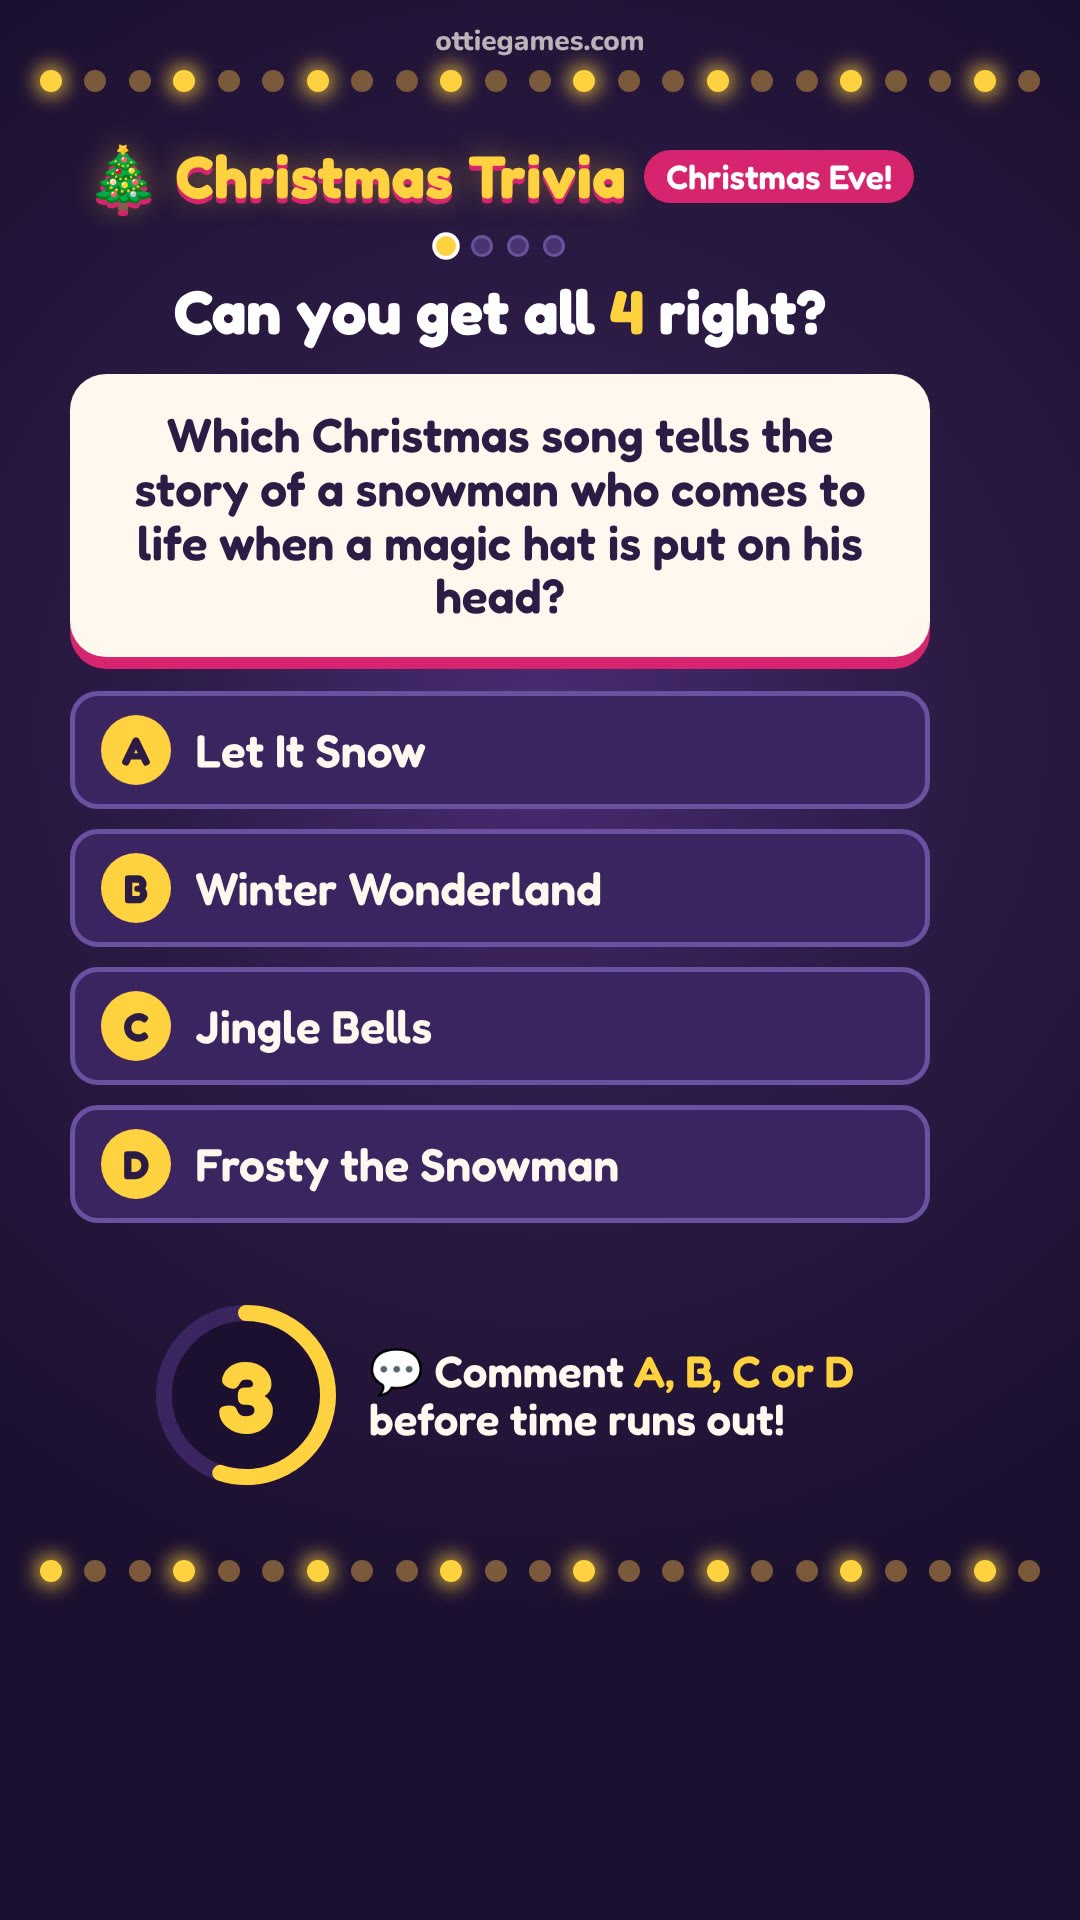 ottiegames.com
Christmas Trivia
Christmas Eve!
Can you get all 4 right?
Which Christmas song tells the
story of a snowman who comes to
life when a magic hat is put on his
head?
A Let It Snow
B Winter Wonderland
C Jingle Bells
D Frosty the Snowman
3
Comment A, B, C or D
before time runs out!